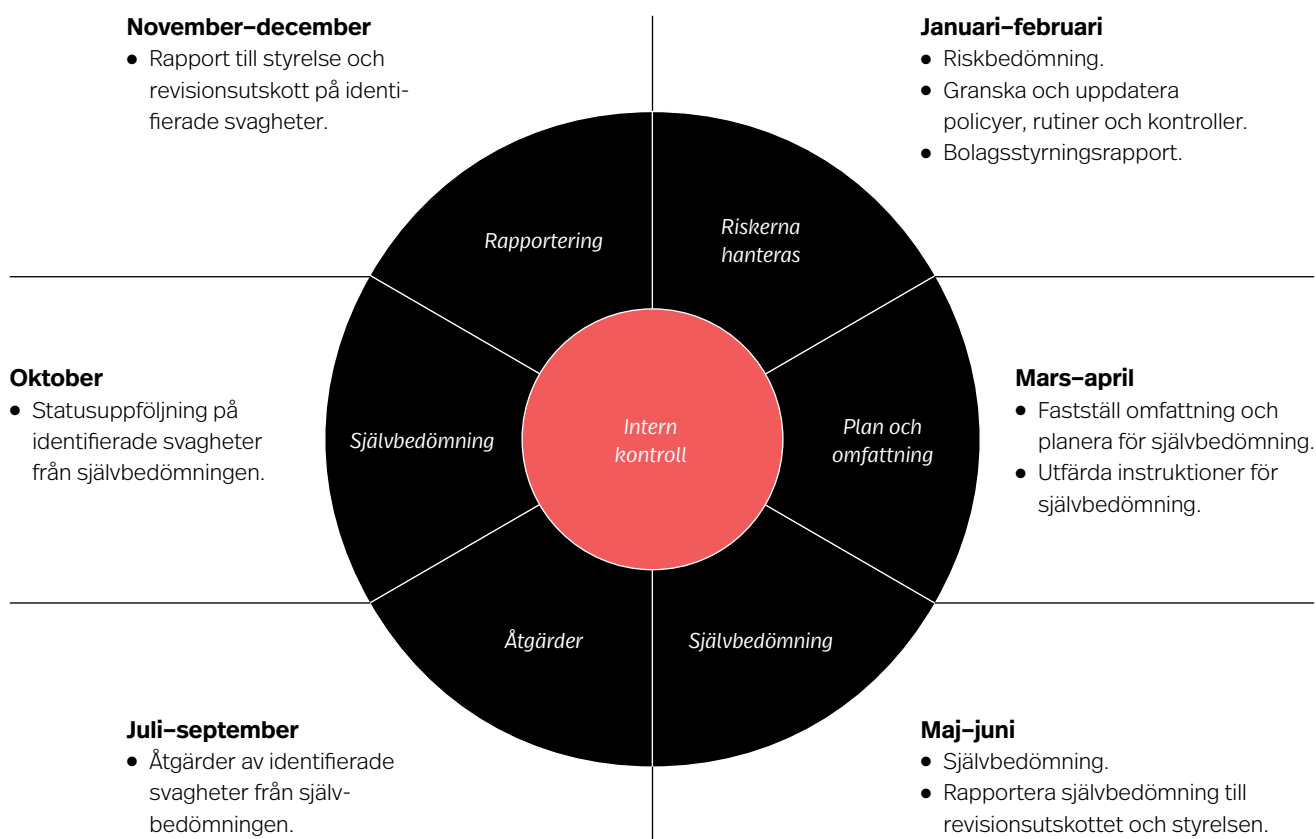 November–december
• Rapport till styrelse och
revisionsutskott på identi-
fierade svagheter.
Januari–februari
• Riskbedömning.
• Granska och uppdatera
policyer, rutiner och kontroller.
• Bolagsstyrningsrapport.
Rapportering
Riskerna
hanteras
Oktober
• Statusuppföljning på
identifierade svagheter
från självbedömningen.
Självbedömning
Intern
kontroll
Plan och
omfattning
Mars–april
• Fastställ omfattning och
planera för självbedömning.
• Utfärda instruktioner för
självbedömning.
Åtgärder
Självbedömning
Juli–september
• Åtgärder av identifierade
svagheter från själv-
bedömningen.
Maj–juni
• Självbedömning.
• Rapportera självbedömning till
revisionsutskottet och styrelsen.